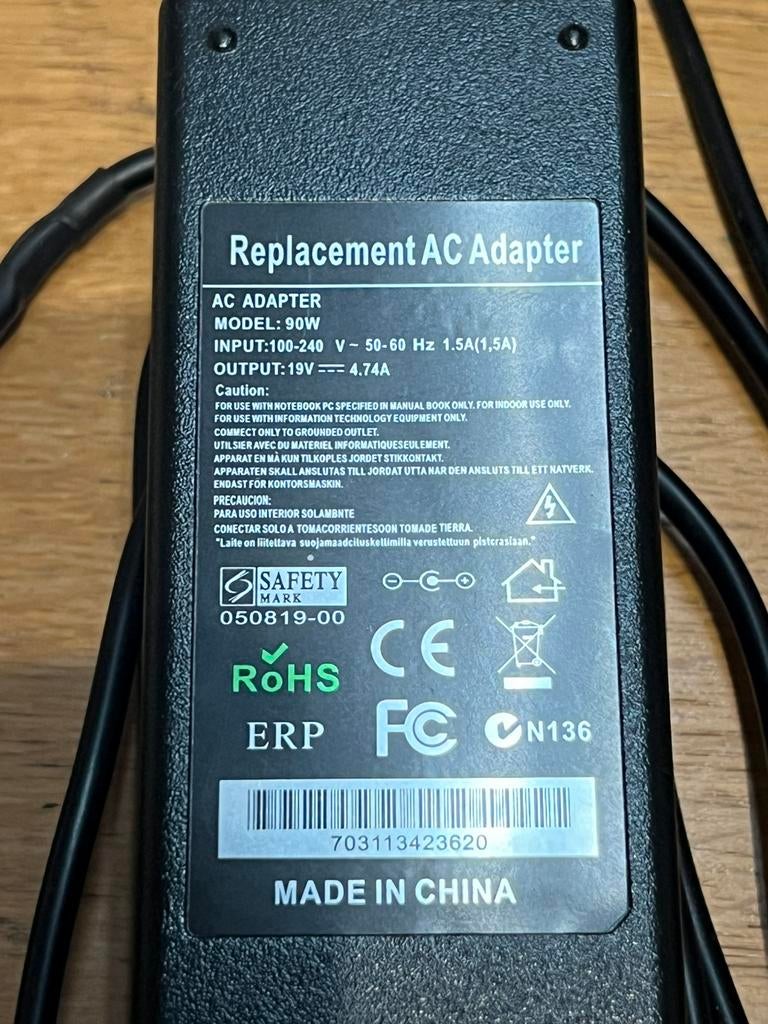 Replacement AC Adapter
AC ADAPTER
MODEL: 90W
INPUT:100-240 V~ 50-60 Hz 1.5A(1,5A)
OUTPUT:19V⎓ 4.74A
Caution:
FOR USE WITH NOTEBOOK PC SPECIFIED IN MANUAL BOOK ONLY. FOR INDOOR USE ONLY.
FOR USE WITH INFORMATION TECHNOLOGY EQUIPMENT ONLY.
COMMECT ONLY TO GROUNDED OUTLET.
UTILSIER AVEC DU MATERIEL INFORMATIQUESEULEMENT.
APPARAT EN MÅ KUN TILKOPLES JORDET STIKKONTAKT.
APPARATEN SKALL ANSLUTAS TILL JORDAT UTTA NAR DEN ANSLUTS TILL ETT NATVERK.
ENDAST FÖR KONTORSMASKIN.
PRECAUCION:
PARA USO INTERIOR SOLAMBNTE
CONECTAR SOLO A TOMACORRIENTESOON TOMADE TIERRA.
"Laite on liitettava suojamaadciluskellimilla verustettuun pistcrasiaan."
SAFETY
MARK
050819-00
RoHS
CE
ERP
FC
N136
703113423620
MADE IN CHINA